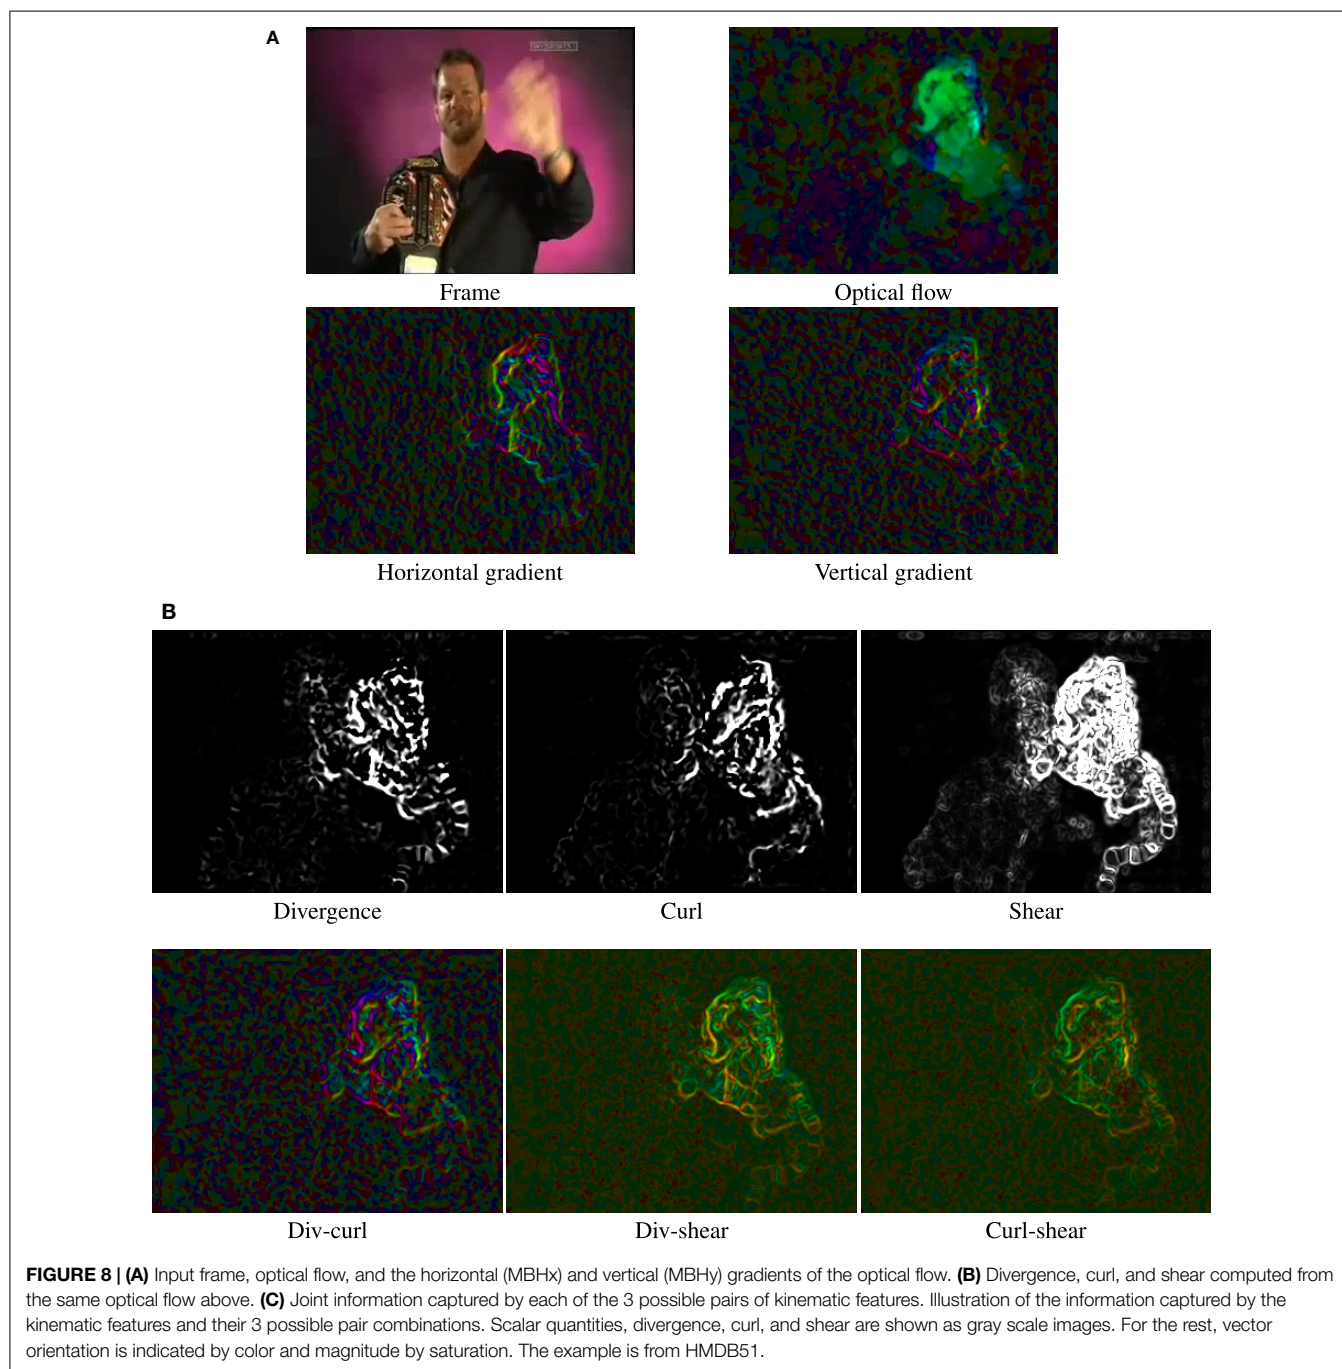 A
SKY SPORTS 1
Frame
Optical flow
Horizontal gradient
Vertical gradient
B
Divergence
Curl
Shear
Div-curl
Div-shear
Curl-shear
FIGURE 8 | (A) Input frame, optical flow, and the horizontal (MBHx) and vertical (MBHy) gradients of the optical flow. (B) Divergence, curl, and shear computed from
the same optical flow above. (C) Joint information captured by each of the 3 possible pairs of kinematic features. Illustration of the information captured by the
kinematic features and their 3 possible pair combinations. Scalar quantities, divergence, curl, and shear are shown as gray scale images. For the rest, vector
orientation is indicated by color and magnitude by saturation. The example is from HMDB51.